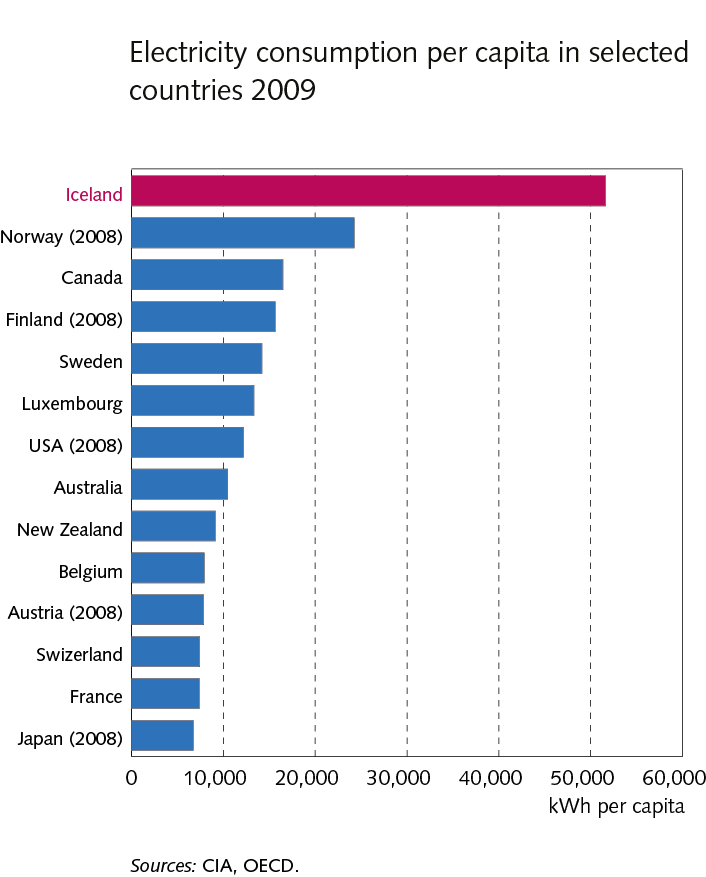 Electricity consumption per capita in selected
countries 2009
Iceland
Norway (2008)
Canada
Finland (2008)
Sweden
Luxembourg
USA (2008)
Australia
New Zealand
Belgium
Austria (2008)
Swizerland
France
Japan (2008)
0 10,000 20,000 30,000 40,000 50,000 60,000
kWh per capita
Sources: CIA, OECD.